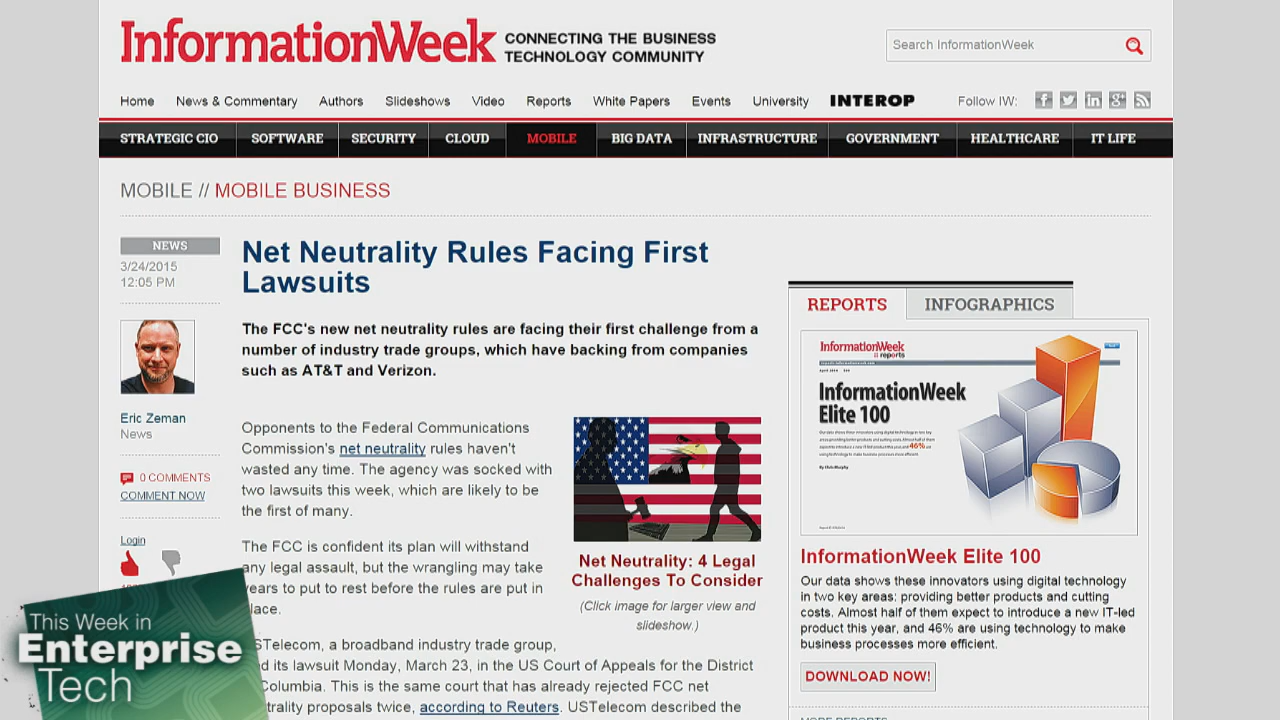 InformationWeek
CONNECTING THE BUSINESS
TECHNOLOGY COMMUNITY
Search InformationWeek
Home News & Commentary Authors Slideshows Video Reports White Papers Events University INTEROP Follow IW:
STRATEGIC CIO SOFTWARE SECURITY CLOUD MOBILE BIG DATA INFRASTRUCTURE GOVERNMENT HEALTHCARE IT LIFE
MOBILE // MOBILE BUSINESS
NEWS
3/24/2015
12:05 PM
Eric Zeman
News
0 COMMENTS
COMMENT NOW
Login
Net Neutrality Rules Facing First
Lawsuits
The FCC's new net neutrality rules are facing their first challenge from a
number of industry trade groups, which have backing from companies
such as AT&T and Verizon.
Opponents to the Federal Communications
Commission's net neutrality rules haven't
wasted any time. The agency was socked with
two lawsuits this week, which are likely to be
the first of many.
The FCC is confident its plan will withstand
any legal assault, but the wrangling may take
years to put to rest before the rules are put in
lace.
STelecom, a broadband industry trade group,
d its lawsuit Monday, March 23, in the US Court of Appeals for the District
Columbia. This is the same court that has already rejected FCC net
trality proposals twice, according to Reuters. USTelecom described the
Net Neutrality: 4 Legal
Challenges To Consider
(Click image for larger view and
slideshow.)
REPORTS INFOGRAPHICS
InformationWeek
reports
InformationWeek
Elite 100
46%
InformationWeek Elite 100
Our data shows these innovators using digital technology
in two key areas: providing better products and cutting
costs. Almost half of them expect to introduce a new IT-led
product this year, and 46% are using technology to make
business processes more efficient.
DOWNLOAD NOW!
MORE REPORTS
This Week in
Enterprise
Tech